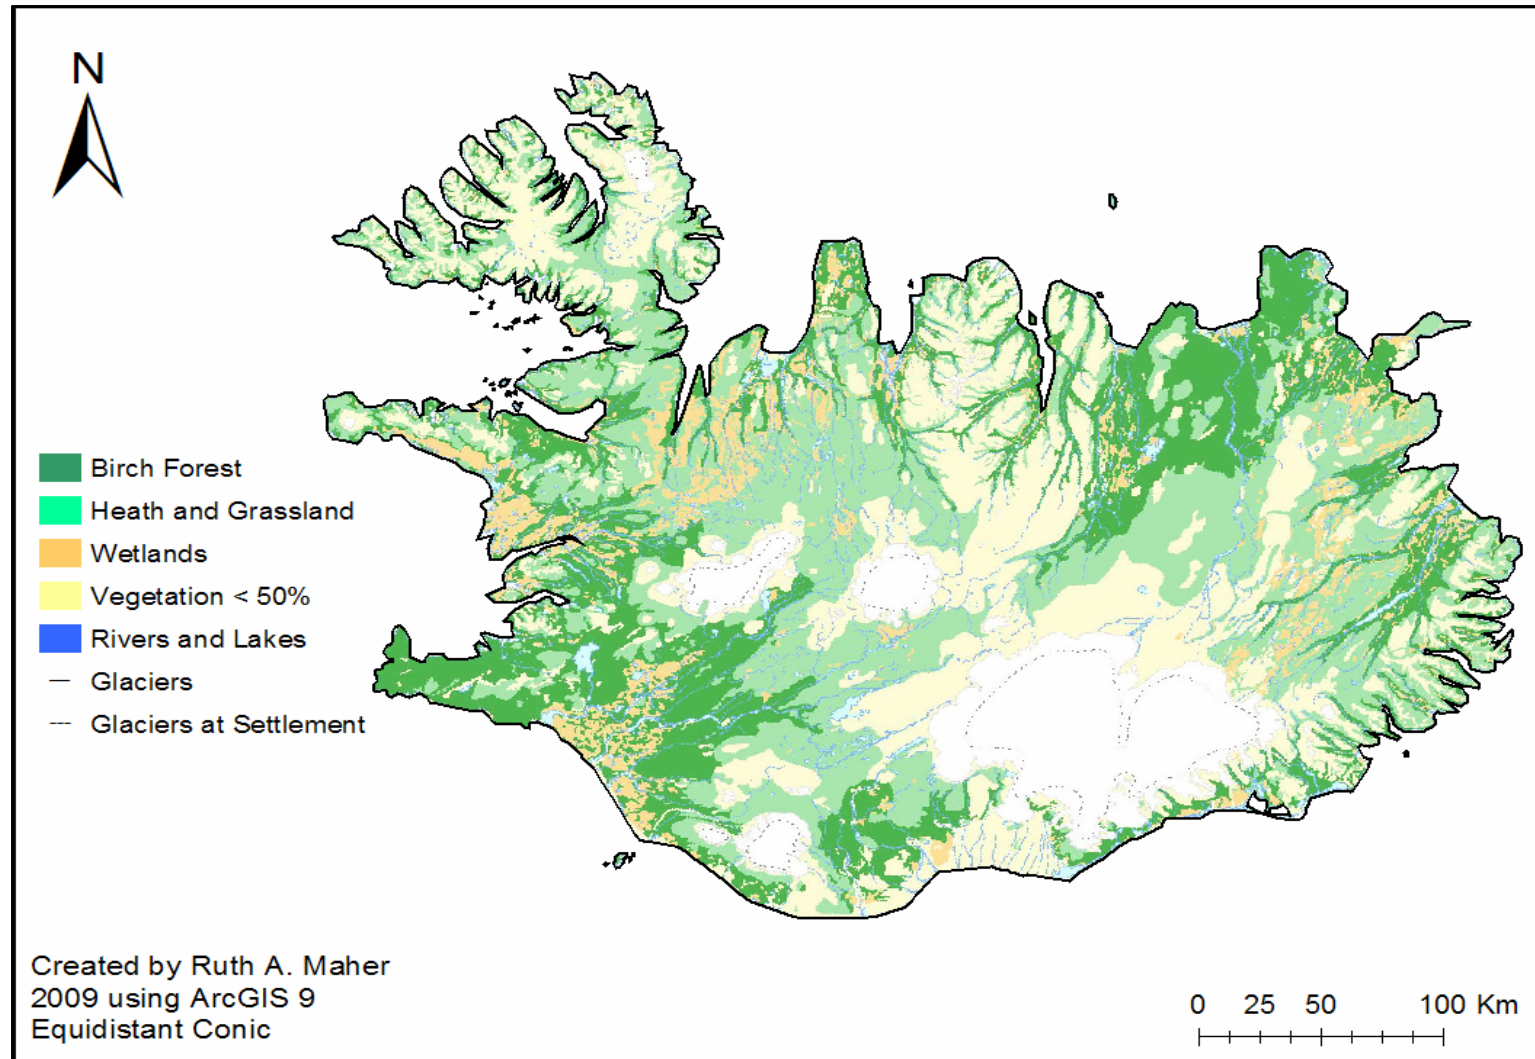 N
Birch Forest
Heath and Grassland
Wetlands
Vegetation < 50%
Rivers and Lakes
Glaciers
Glaciers at Settlement
Created by Ruth A. Maher
2009 using ArcGIS 9
Equidistant Conic
0 25 50 100 Km